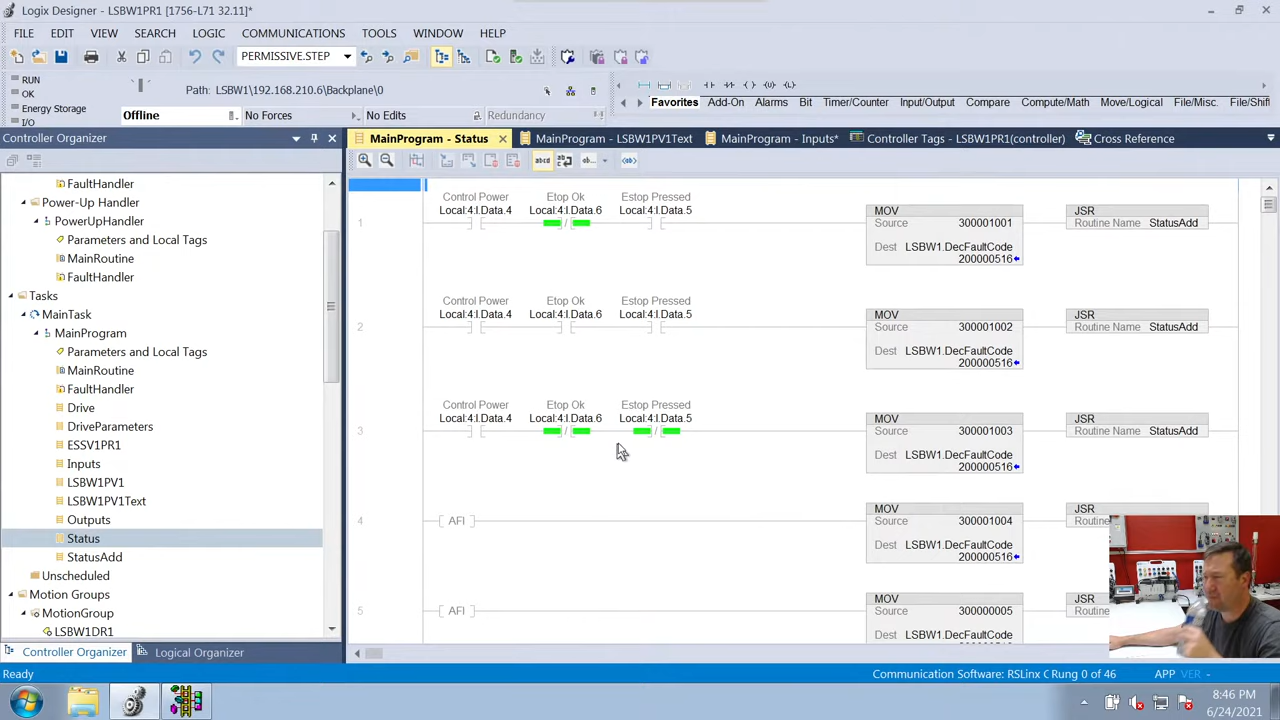 Logix Designer - LSBW1PR1 [1756-L71 32.11]*
FILE EDIT VIEW SEARCH LOGIC COMMUNICATIONS TOOLS WINDOW HELP
PERMISSIVE.STEP
RUN
OK
Energy Storage
I/O
Path: LSBW1\192.168.210.6\Backplane\0
Offline No Forces No Edits Redundancy
Favorites Add-On Alarms Bit Timer/Counter Input/Output Compare Compute/Math Move/Logical File/Misc. File/Shift
Controller Organizer
MainProgram - Status MainProgram - LSBW1PV1Text MainProgram - Inputs* Controller Tags - LSBW1PR1(controller) Cross Reference
FaultHandler
Power-Up Handler
PowerUpHandler
Parameters and Local Tags
MainRoutine
FaultHandler
Tasks
MainTask
MainProgram
Parameters and Local Tags
MainRoutine
FaultHandler
Drive
DriveParameters
ESSV1PR1
Inputs
LSBW1PV1
LSBW1PV1Text
Outputs
Status
StatusAdd
Unscheduled
Motion Groups
MotionGroup
LSBW1DR1
Controller Organizer Logical Organizer
1
Control Power Etop Ok Estop Pressed
Local:4:I.Data.4 Local:4:I.Data.6 Local:4:I.Data.5
MOV
Source 300001001
Dest LSBW1.DecFaultCode
200000516
JSR
Routine Name StatusAdd
2
Control Power Etop Ok Estop Pressed
Local:4:I.Data.4 Local:4:I.Data.6 Local:4:I.Data.5
MOV
Source 300001002
Dest LSBW1.DecFaultCode
200000516
JSR
Routine Name StatusAdd
3
Control Power Etop Ok Estop Pressed
Local:4:I.Data.4 Local:4:I.Data.6 Local:4:I.Data.5
MOV
Source 300001003
Dest LSBW1.DecFaultCode
200000516
JSR
Routine Name StatusAdd
4
AFI
MOV
Source 300001004
Dest LSBW1.DecFaultCode
200000516
JSR
5
AFI
MOV
Source 300000005
Dest LSBW1.DecFaultCode
JSR
Ready
Communication Software: RSLinx C Rung 0 of 46 APP VER -
8:46 PM
6/24/2021